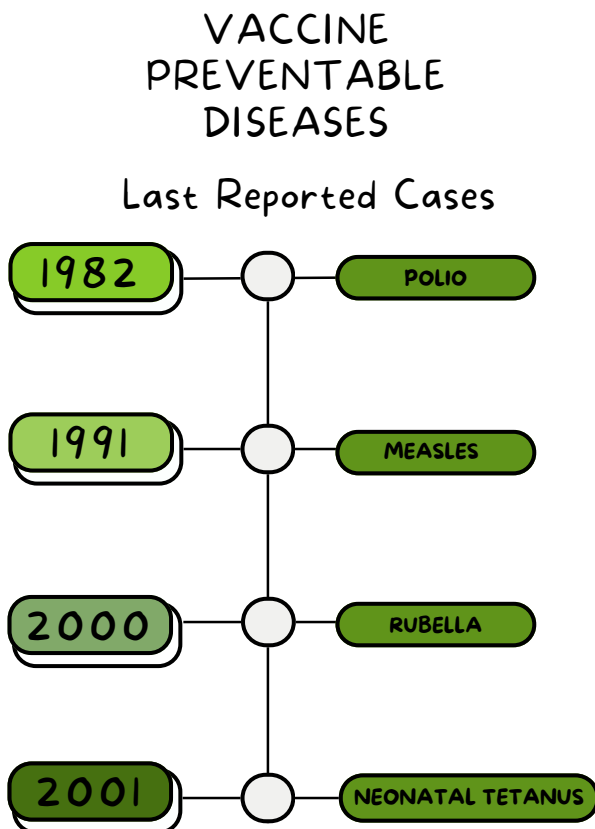 VACCINE
PREVENTABLE
DISEASES
Last Reported Cases
1982
POLIO
1991
MEASLES
2000
RUBELLA
2001
NEONATAL TETANUS